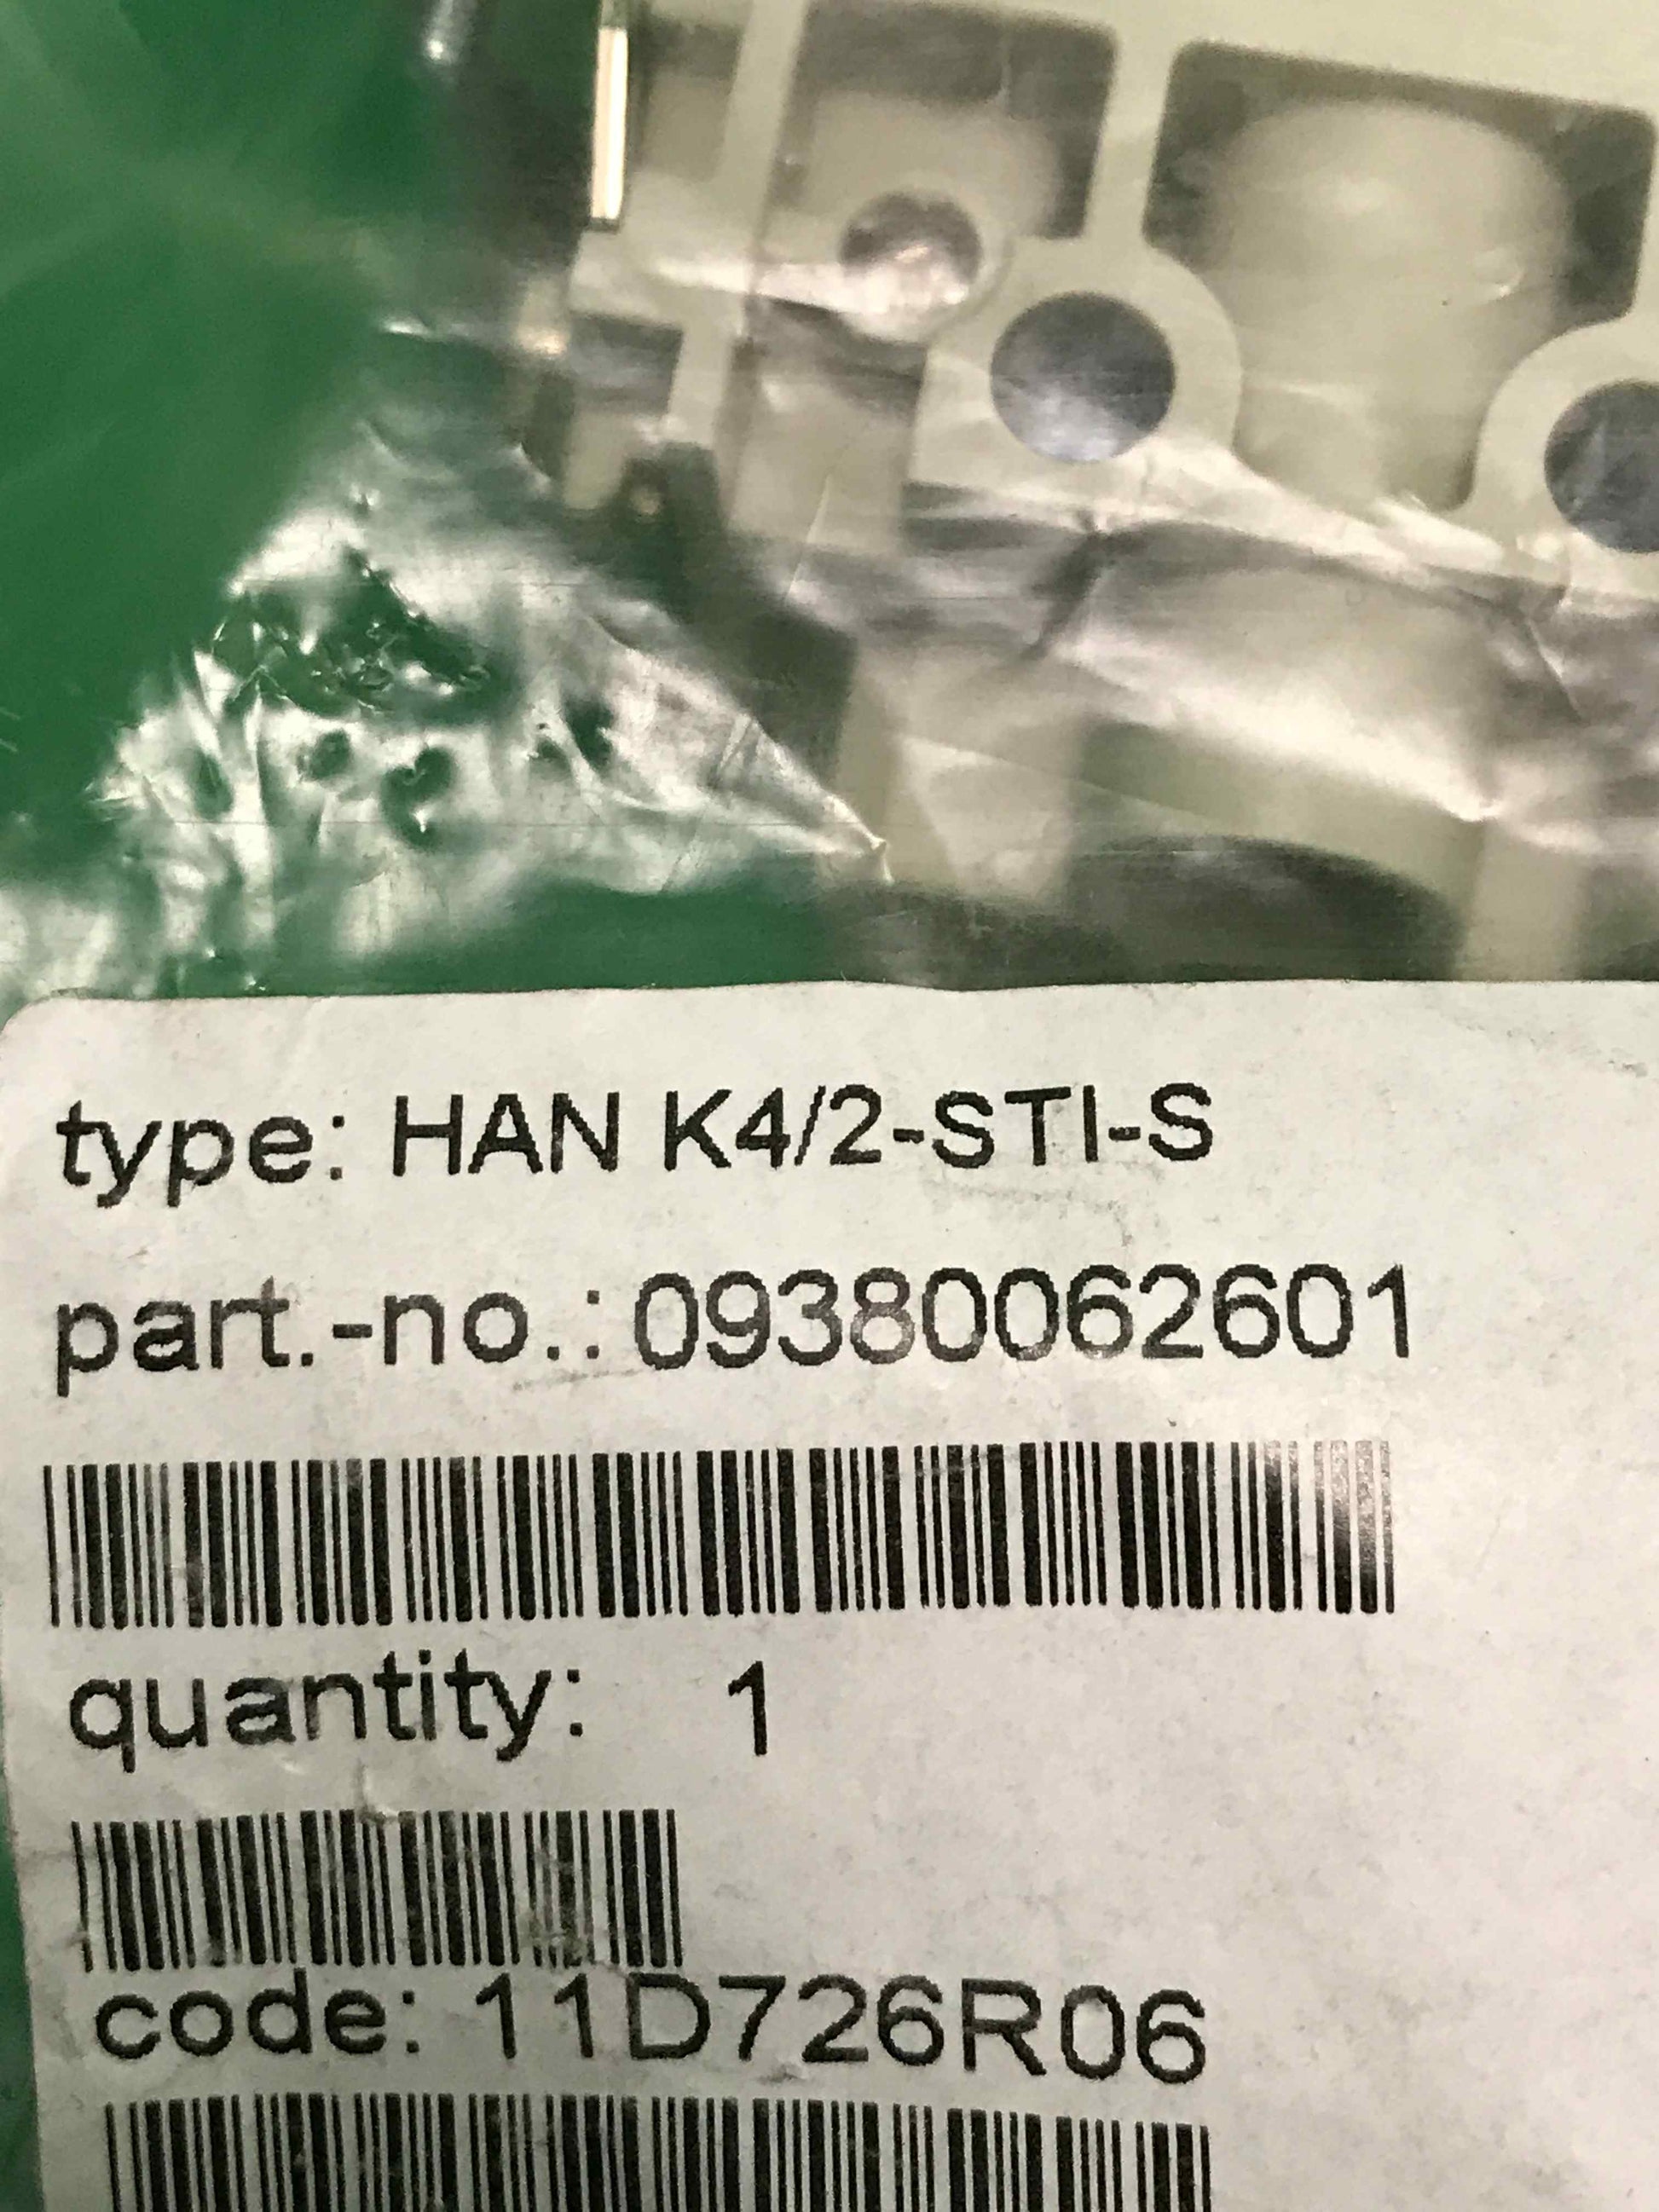 type: HAN K4/2-STI-S
part.-no.: 09380062601
quantity: 1
code: 11D726R06